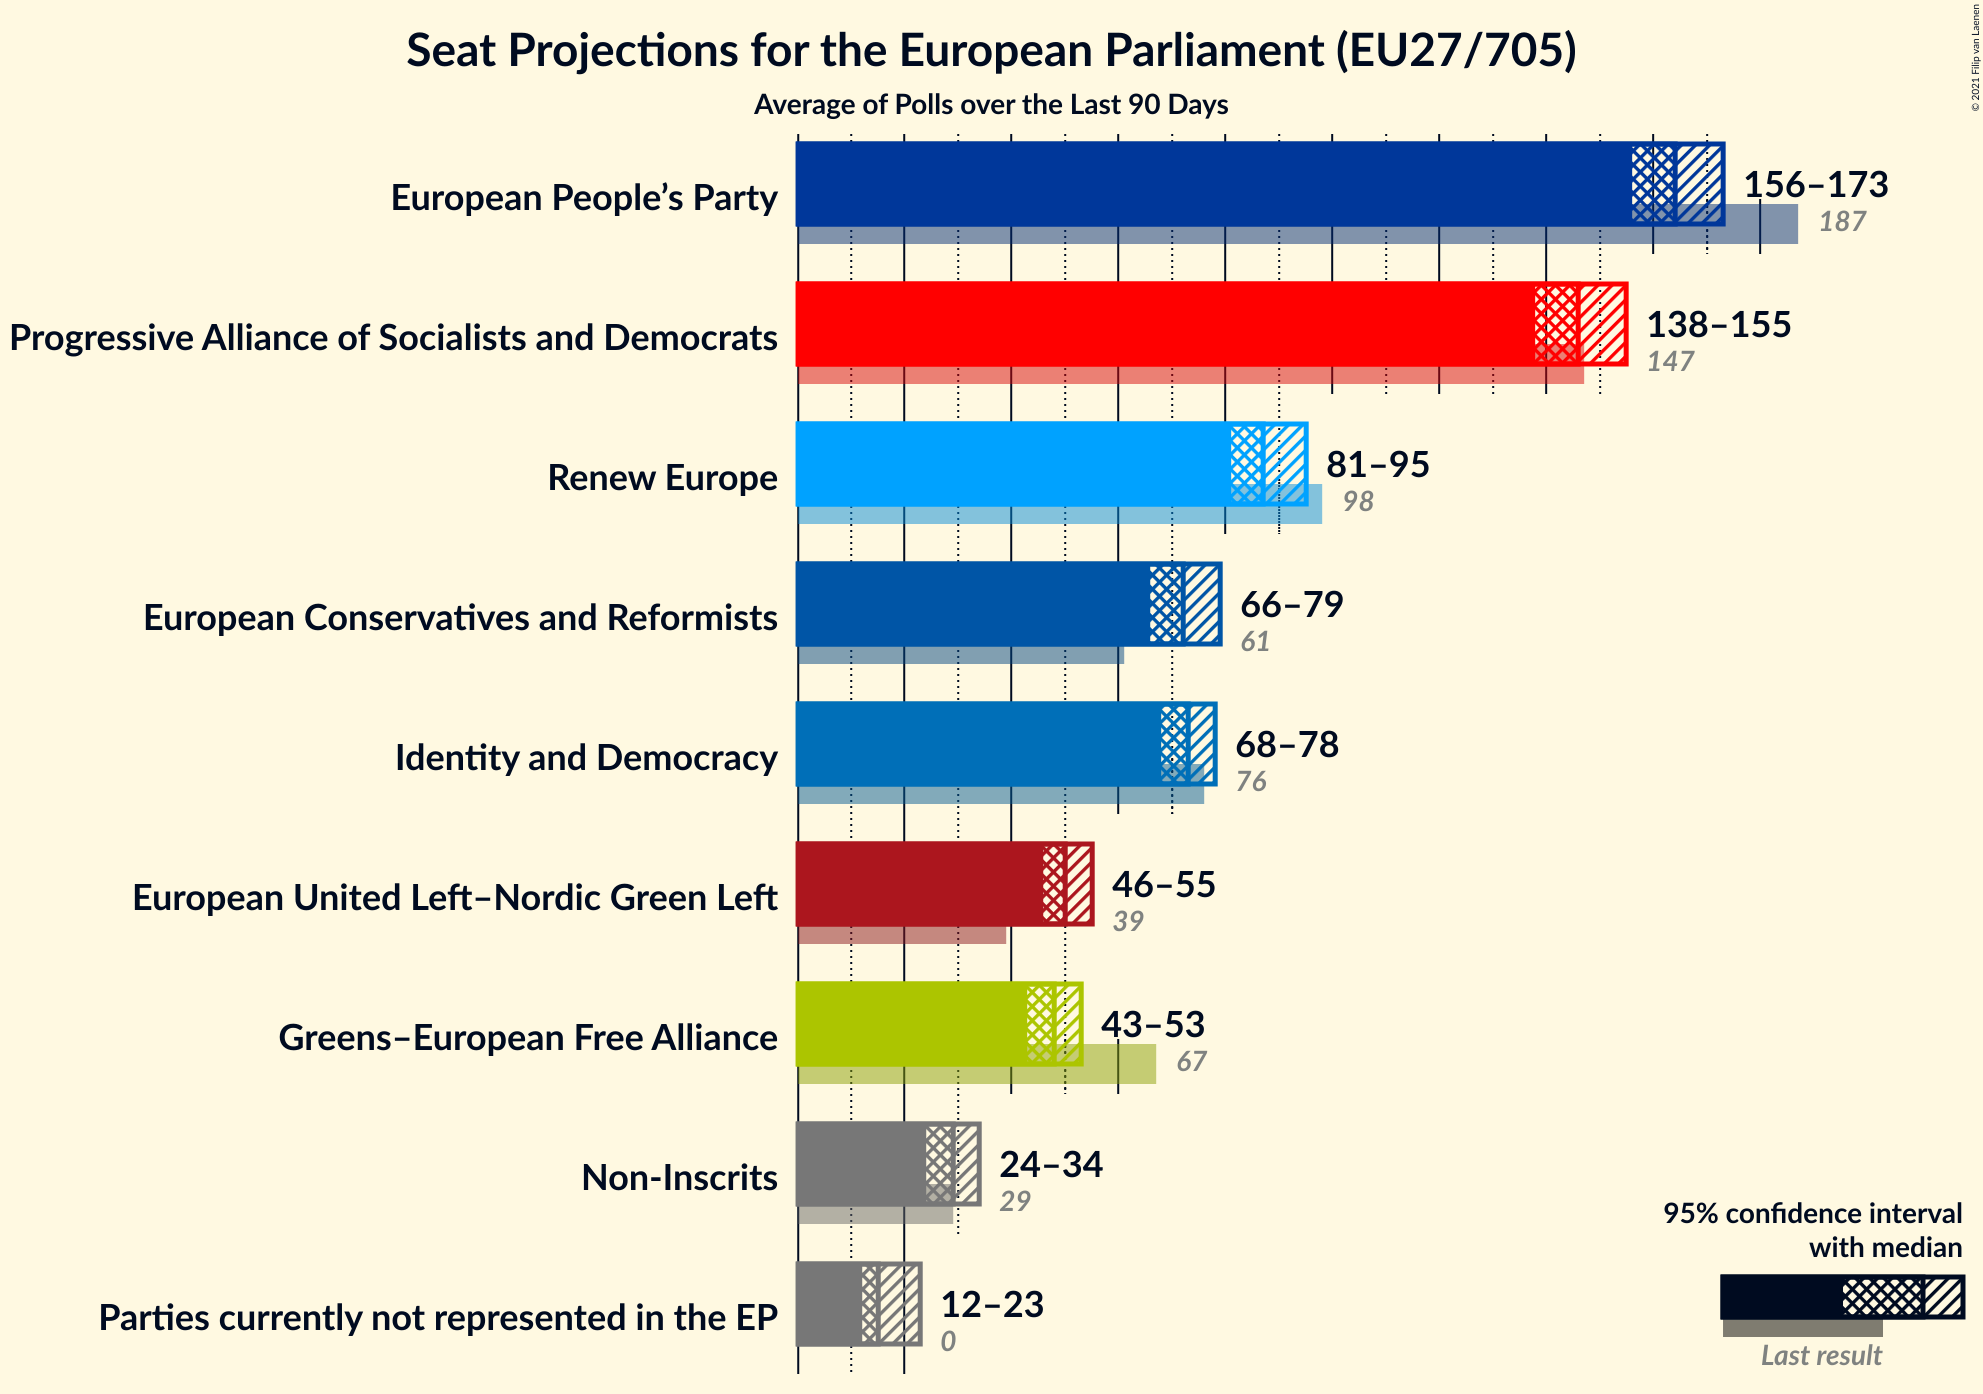 Seat Projections for the European Parliament (EU27/705)
Average of Polls over the Last 90 Days
© 2021 Filip van Laenen
European People’s Party
156–173
187
Progressive Alliance of Socialists and Democrats
138–155
147
Renew Europe
81–95
98
European Conservatives and Reformists
66–79
61
Identity and Democracy
68–78
76
European United Left–Nordic Green Left
46–55
39
Greens–European Free Alliance
43–53
67
Non-Inscrits
24–34
29
Parties currently not represented in the EP
12–23
0
95% confidence interval
with median
Last result